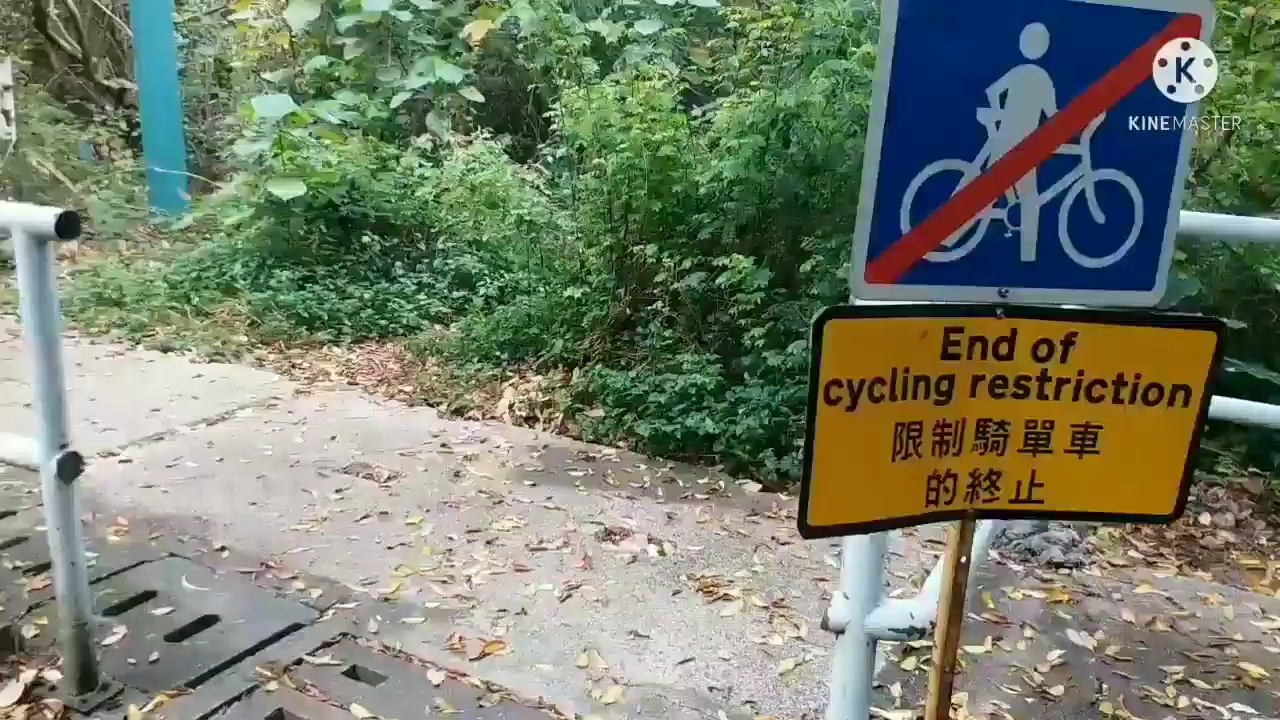 K
KINEMASTER
End of
cycling restriction
限制騎單車
的終止